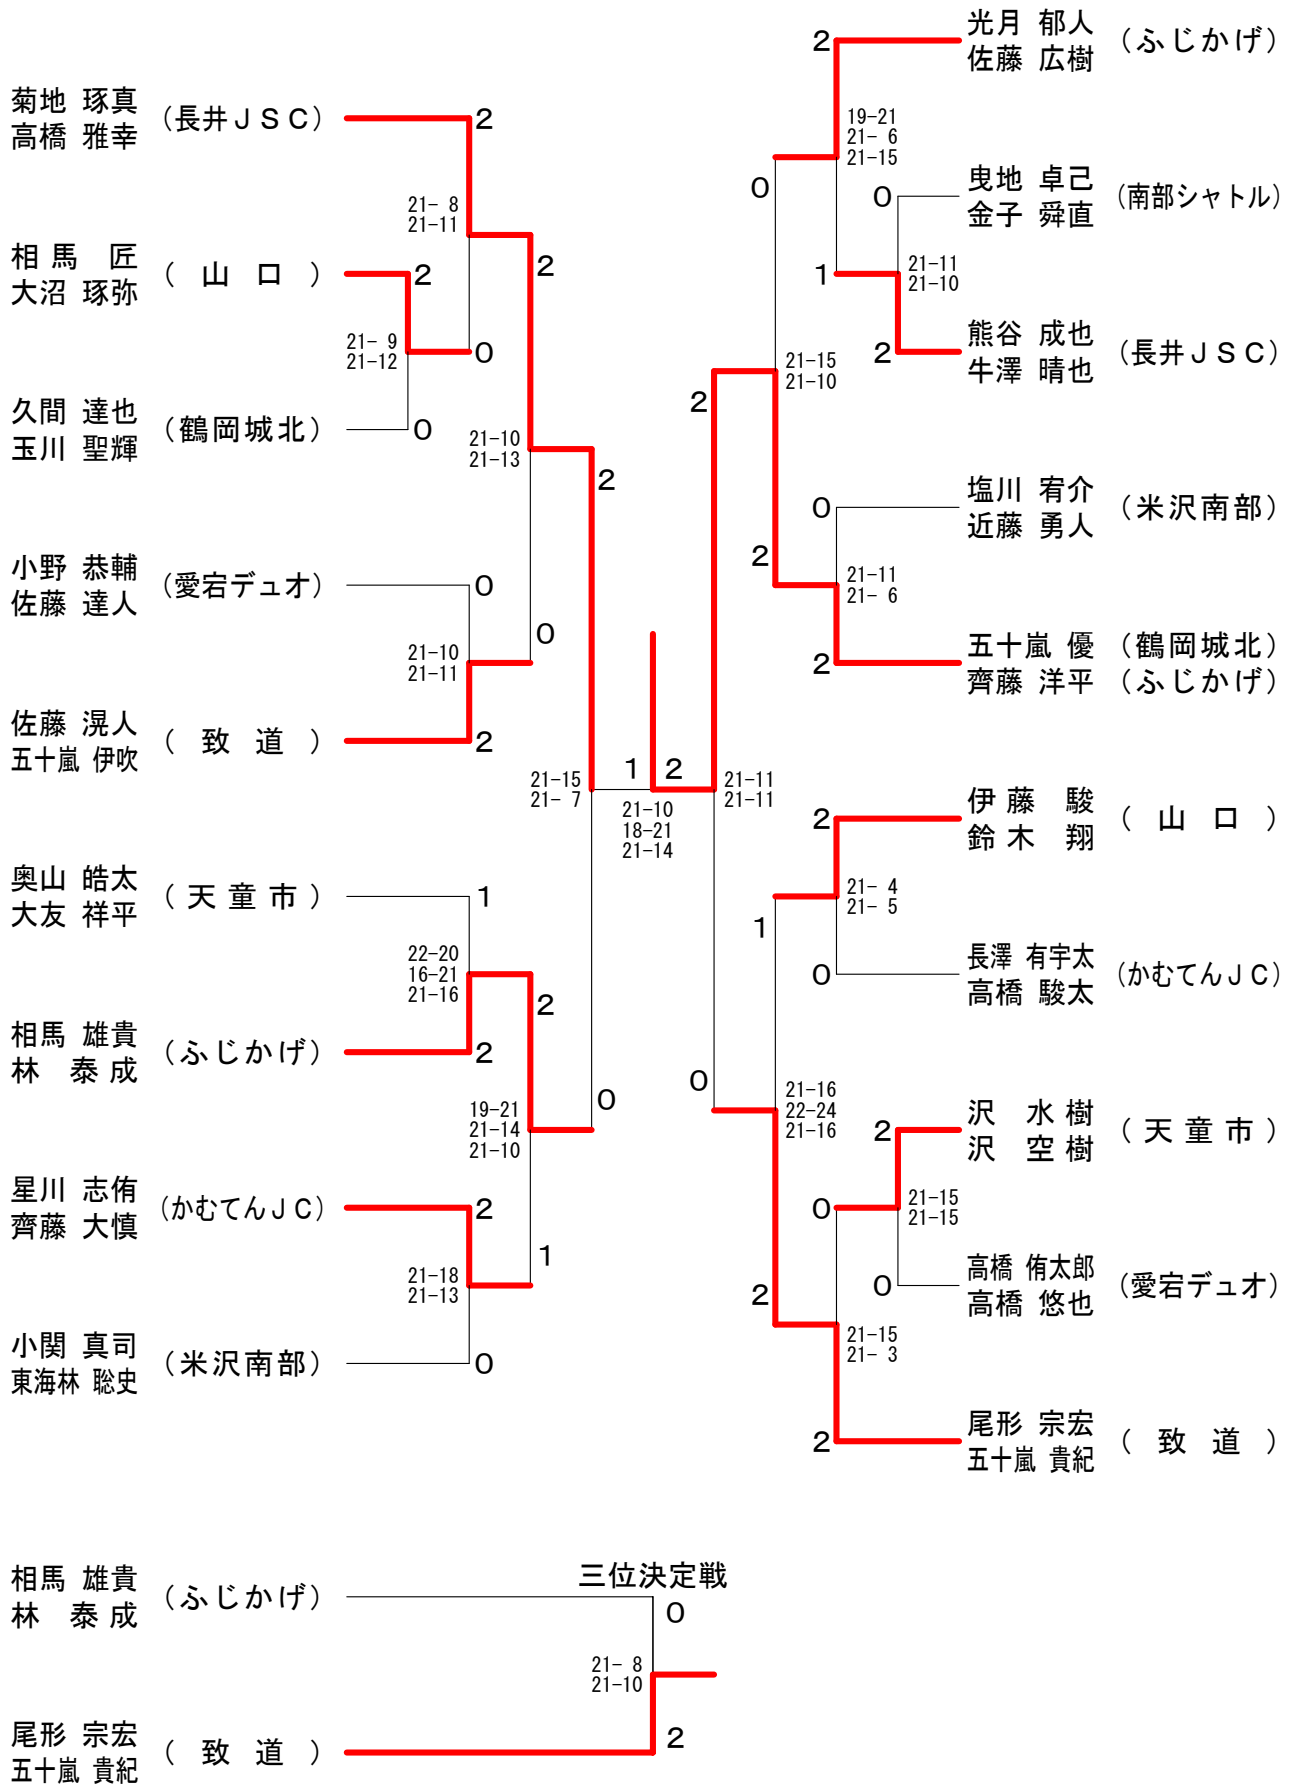 菊地 琢真
高橋 雅幸
(長井ＪＳＣ)
2
21- 8
21-11
2
相馬 匠
大沼 琢弥
( 山 口 )
2
21- 9
21-12
0
久間 達也
玉川 聖輝
(鶴岡城北)
0
21-10
21-13
2
小野 恭輔
佐藤 達人
(愛宕デュオ)
0
21-10
21-11
0
佐藤 滉人
五十嵐 伊吹
( 致 道 )
2
21-15
21- 7
1
2
21-10
18-21
21-14
奥山 皓太
大友 祥平
( 天 童 市 )
1
22-20
16-21
21-16
2
相馬 雄貴
林 泰成
(ふじかげ)
2
19-21
21-14
21-10
0
星川 志侑
齊藤 大慎
(かむてんＪＣ)
2
21-18
21-13
1
小関 真司
東海林 聡史
(米沢南部)
0
2
光月 郁人
佐藤 広樹
(ふじかげ)
19-21
21- 6
21-15
0
0
曳地 卓己
金子 舜直
(南部シャトル)
1
21-11
21-10
2
熊谷 成也
牛澤 晴也
(長井ＪＳＣ)
2
21-15
21-10
0
塩川 宥介
近藤 勇人
(米沢南部)
2
21-11
21- 6
2
五十嵐 優
齊藤 洋平
(鶴岡城北)
(ふじかげ)
21-11
21-11
2
伊藤 駿
鈴木 翔
( 山 口 )
1
21- 4
21- 5
0
長澤 有宇太
高橋 駿太
(かむてんＪＣ)
0
21-16
22-24
21-16
2
沢 水樹
沢 空樹
( 天 童 市 )
0
21-15
21-15
0
高橋 侑太郎
高橋 悠也
(愛宕デュオ)
2
21-15
21- 3
2
尾形 宗宏
五十嵐 貴紀
( 致 道 )
三位決定戦
相馬 雄貴
林 泰成
(ふじかげ)
0
21- 8
21-10
尾形 宗宏
五十嵐 貴紀
( 致 道 )
2